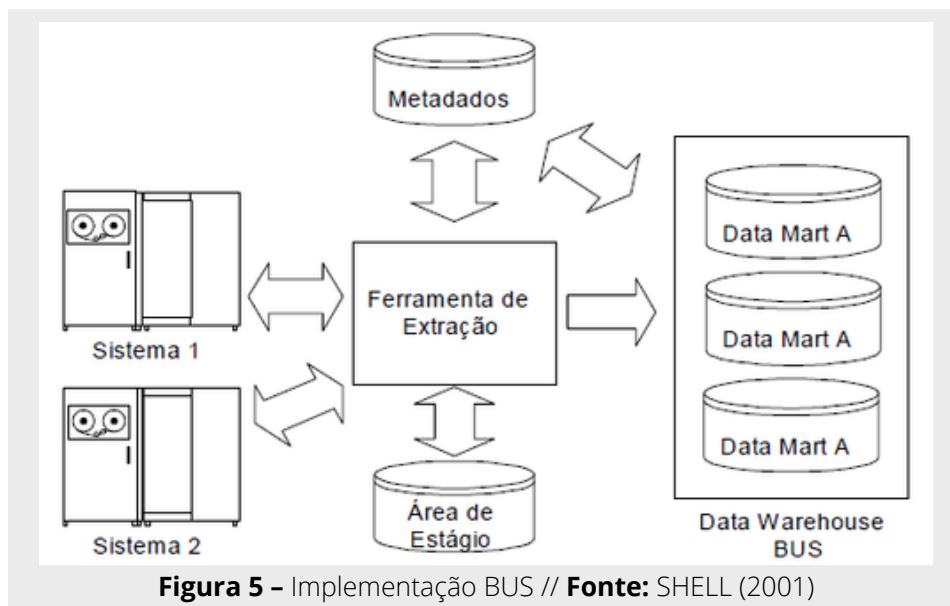 Metadados
Ferramenta de
Extração
Sistema 1
Sistema 2
Área de
Estágio
Data Mart A
Data Mart A
Data Mart A
Data Warehouse
BUS
Figura 5 – Implementação BUS // Fonte: SHELL (2001)